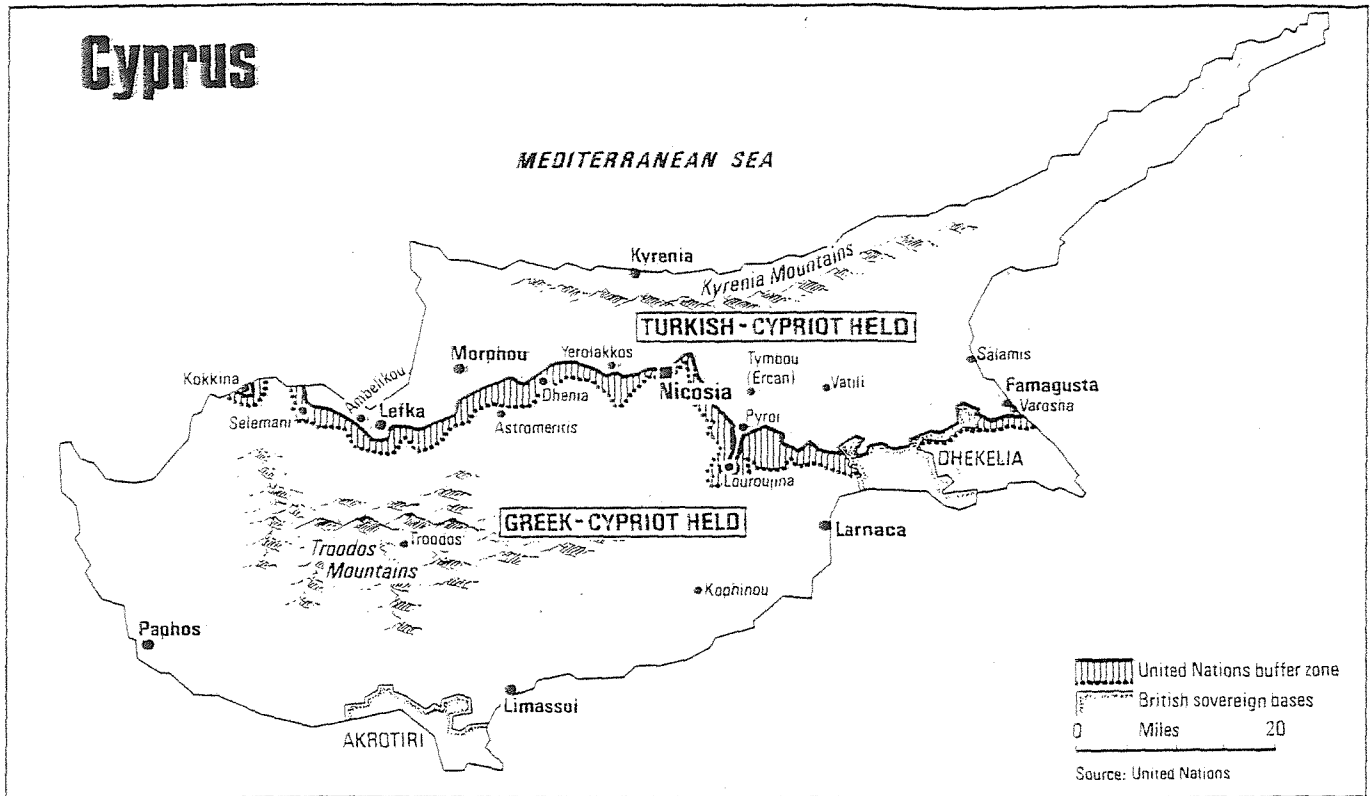 Cyprus
MEDITERRANEAN SEA
Kyrenia
Kyrenia Mountains
TURKISH-CYPRIOT HELD
Morphou
Yerolakkos
Nicosia
Tymbou
(Ercan)
Vatili
Salamis
Famagusta
Varosha
Kokkina
Selemani
Ambelikou
Lefka
Astromeritis
Dhenia
Pyroi
Louroujina
DHEKELIA
GREEK-CYPRIOT HELD
Larnaca
Troodos
Troodos
Mountains
Kophinou
Paphos
Limassol
AKROTIRI
United Nations buffer zone
British sovereign bases
0 Miles 20
Source: United Nations